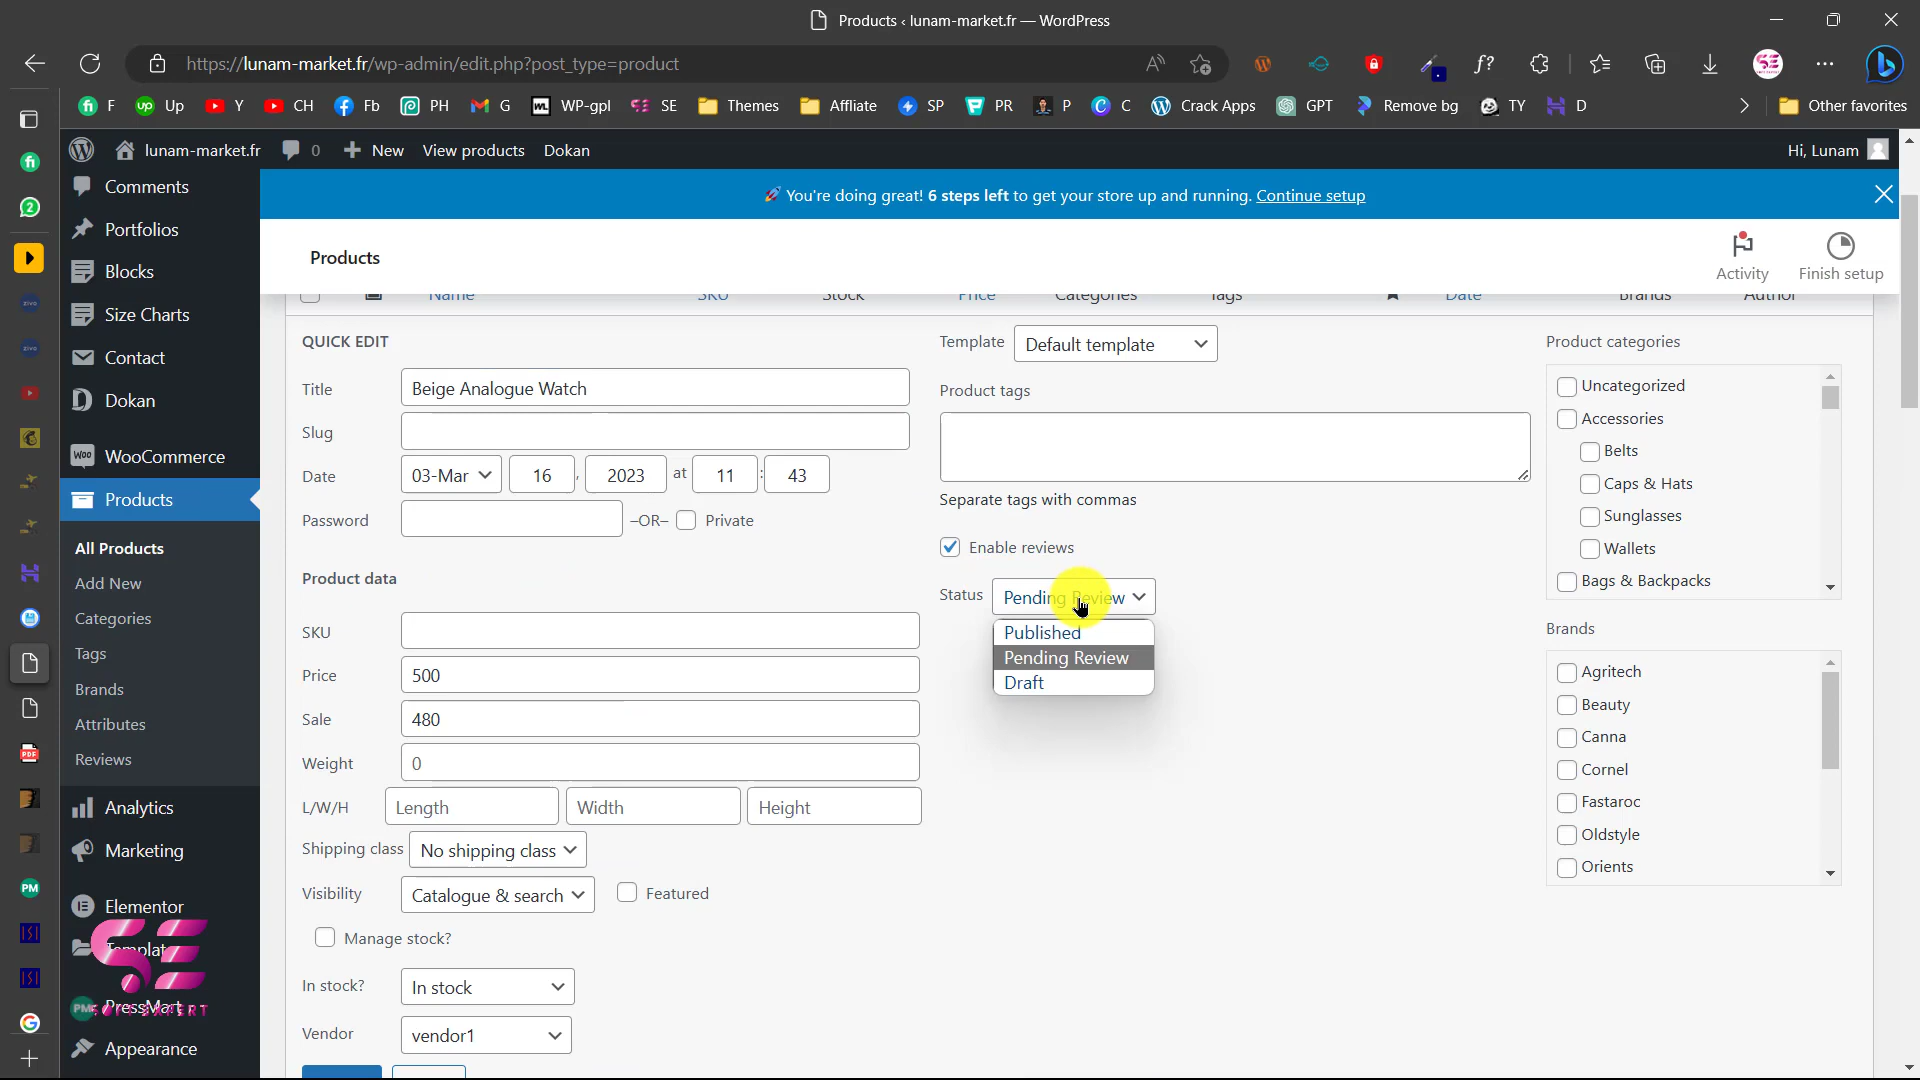 Products ‹ lunam-market.fr — WordPress
https://lunam-market.fr/wp-admin/edit.php?post_type=product
F Up Y CH Fb PH G WP-gpl SE Themes Affliate SP PR P C Crack Apps GPT Remove bg TY D Other favorites
lunam-market.fr 0 New View products Dokan Hi, Lunam
You're doing great! 6 steps left to get your store up and running. Continue setup
Products
Activity
Finish setup
Comments
Portfolios
Blocks
Size Charts
Contact
Dokan
WooCommerce
Products
All Products
Add New
Categories
Tags
Brands
Attributes
Reviews
Analytics
Marketing
Elementor
Templat
PressMart
Appearance
SE
SOFT EXPERT
Name SKU Stock Price Categories Tags Date Brands Author
QUICK EDIT
Title Beige Analogue Watch
Slug
Date 03-Mar 16 , 2023 at 11 : 43
Password –OR– Private
Product data
SKU
Price 500
Sale 480
Weight 0
L/W/H Length Width Height
Shipping class No shipping class
Visibility Catalogue & search Featured
Manage stock?
In stock? In stock
Vendor vendor1
Template Default template
Product tags
Separate tags with commas
Enable reviews
Status Pending Review
Published
Pending Review
Draft
Product categories
Uncategorized
Accessories
Belts
Caps & Hats
Sunglasses
Wallets
Bags & Backpacks
Brands
Agritech
Beauty
Canna
Cornel
Fastaroc
Oldstyle
Orients